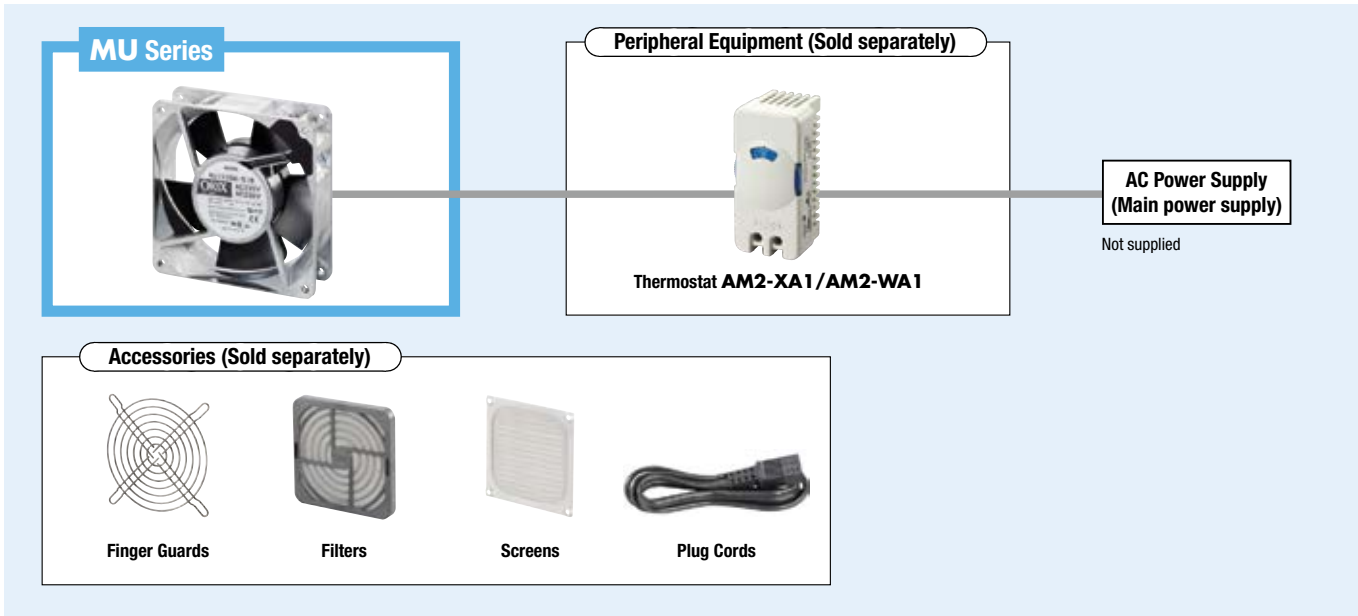 MU Series
Peripheral Equipment (Sold separately)
ORIX
Thermostat AM2-XA1/AM2-WA1
AC Power Supply
(Main power supply)
Not supplied
Accessories (Sold separately)
Finger Guards
Filters
Screens
Plug Cords